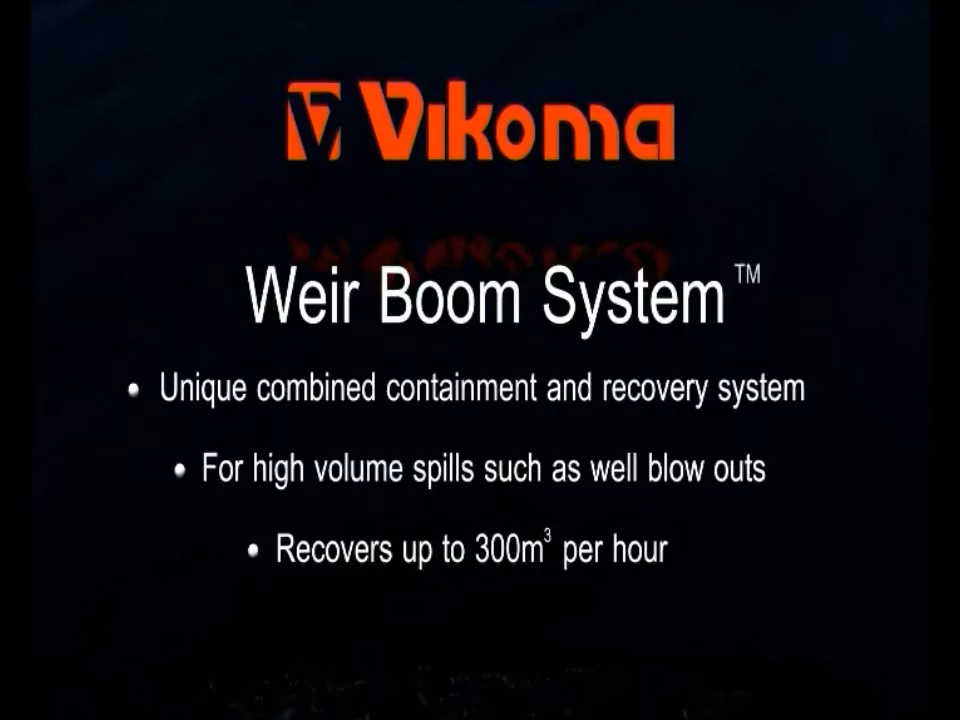 Vikoma
Weir Boom System™
• Unique combined containment and recovery system
• For high volume spills such as well blow outs
• Recovers up to 300m³ per hour